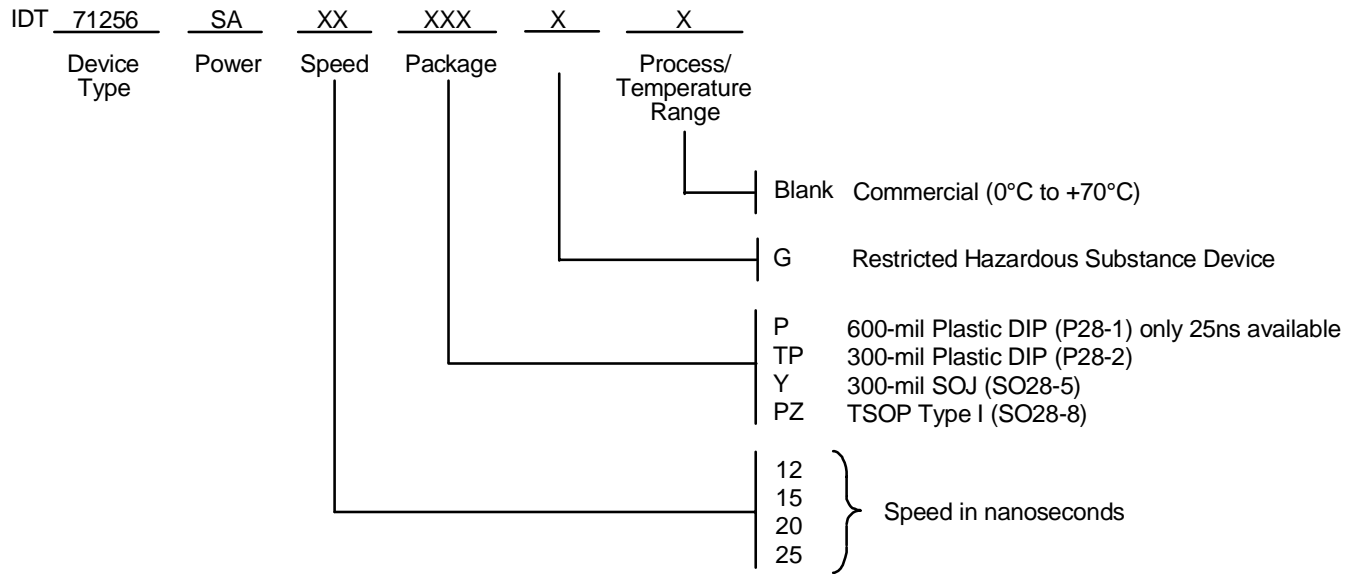 IDT 71256 SA XX XXX X X
Device Type Power Speed Package Process/ Temperature Range
Blank Commercial (0°C to +70°C)
G Restricted Hazardous Substance Device
P 600-mil Plastic DIP (P28-1) only 25ns available
TP 300-mil Plastic DIP (P28-2)
Y 300-mil SOJ (SO28-5)
PZ TSOP Type I (SO28-8)
12
15
20
25
Speed in nanoseconds